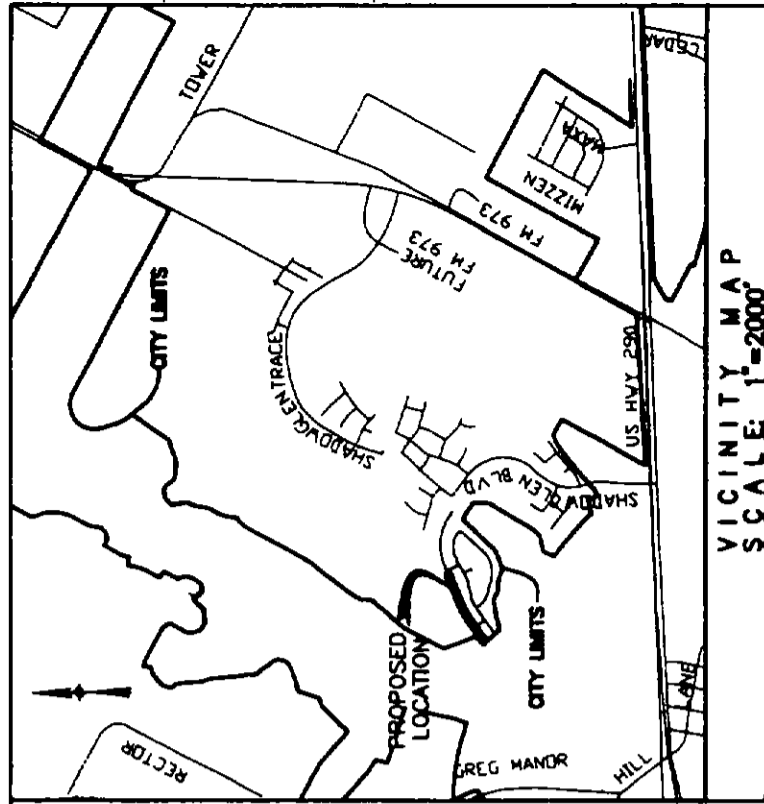 TOWER
CEDAR
CITY LIMITS
MAXA
MIZZEN
FM 973
FUTURE
FM 973
SHADOWGLEN TRACE
US HWY 290
SHADOWGLEN BLVD
PROPOSED
LOCATION
CITY LIMITS
RECTOR
GREG MANOR
HILL
LANE
VICINITY MAP
SCALE: 1"=2000'